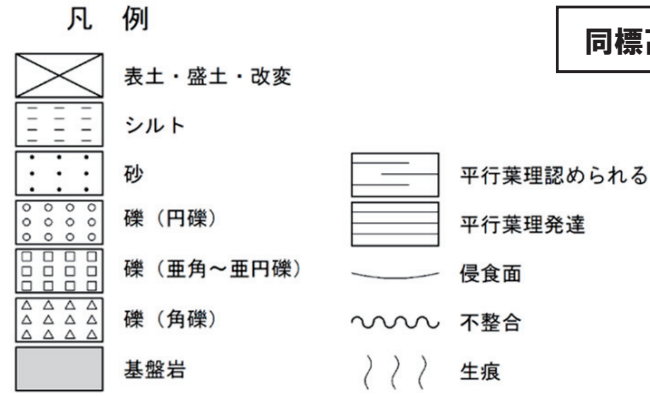 凡 例
同標
表土・盛土・改変
シルト
砂
礫（円礫）
礫（亜角～亜円礫）
礫（角礫）
基盤岩
平行葉理認められる
平行葉理発達
侵食面
不整合
生痕